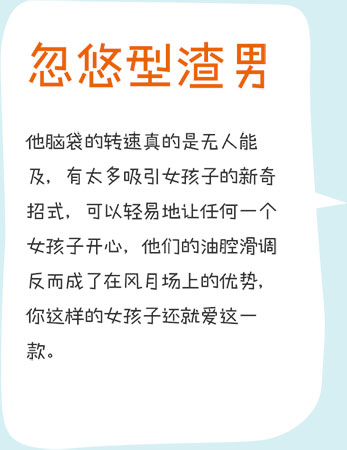 忽悠型渣男
他脑袋的转速真的是无人能
及，有太多吸引女孩子的新奇
招式，可以轻易地让任何一个
女孩子开心，他们的油腔滑调
反而成了在风月场上的优势，
你这样的女孩子还就爱这一
款。